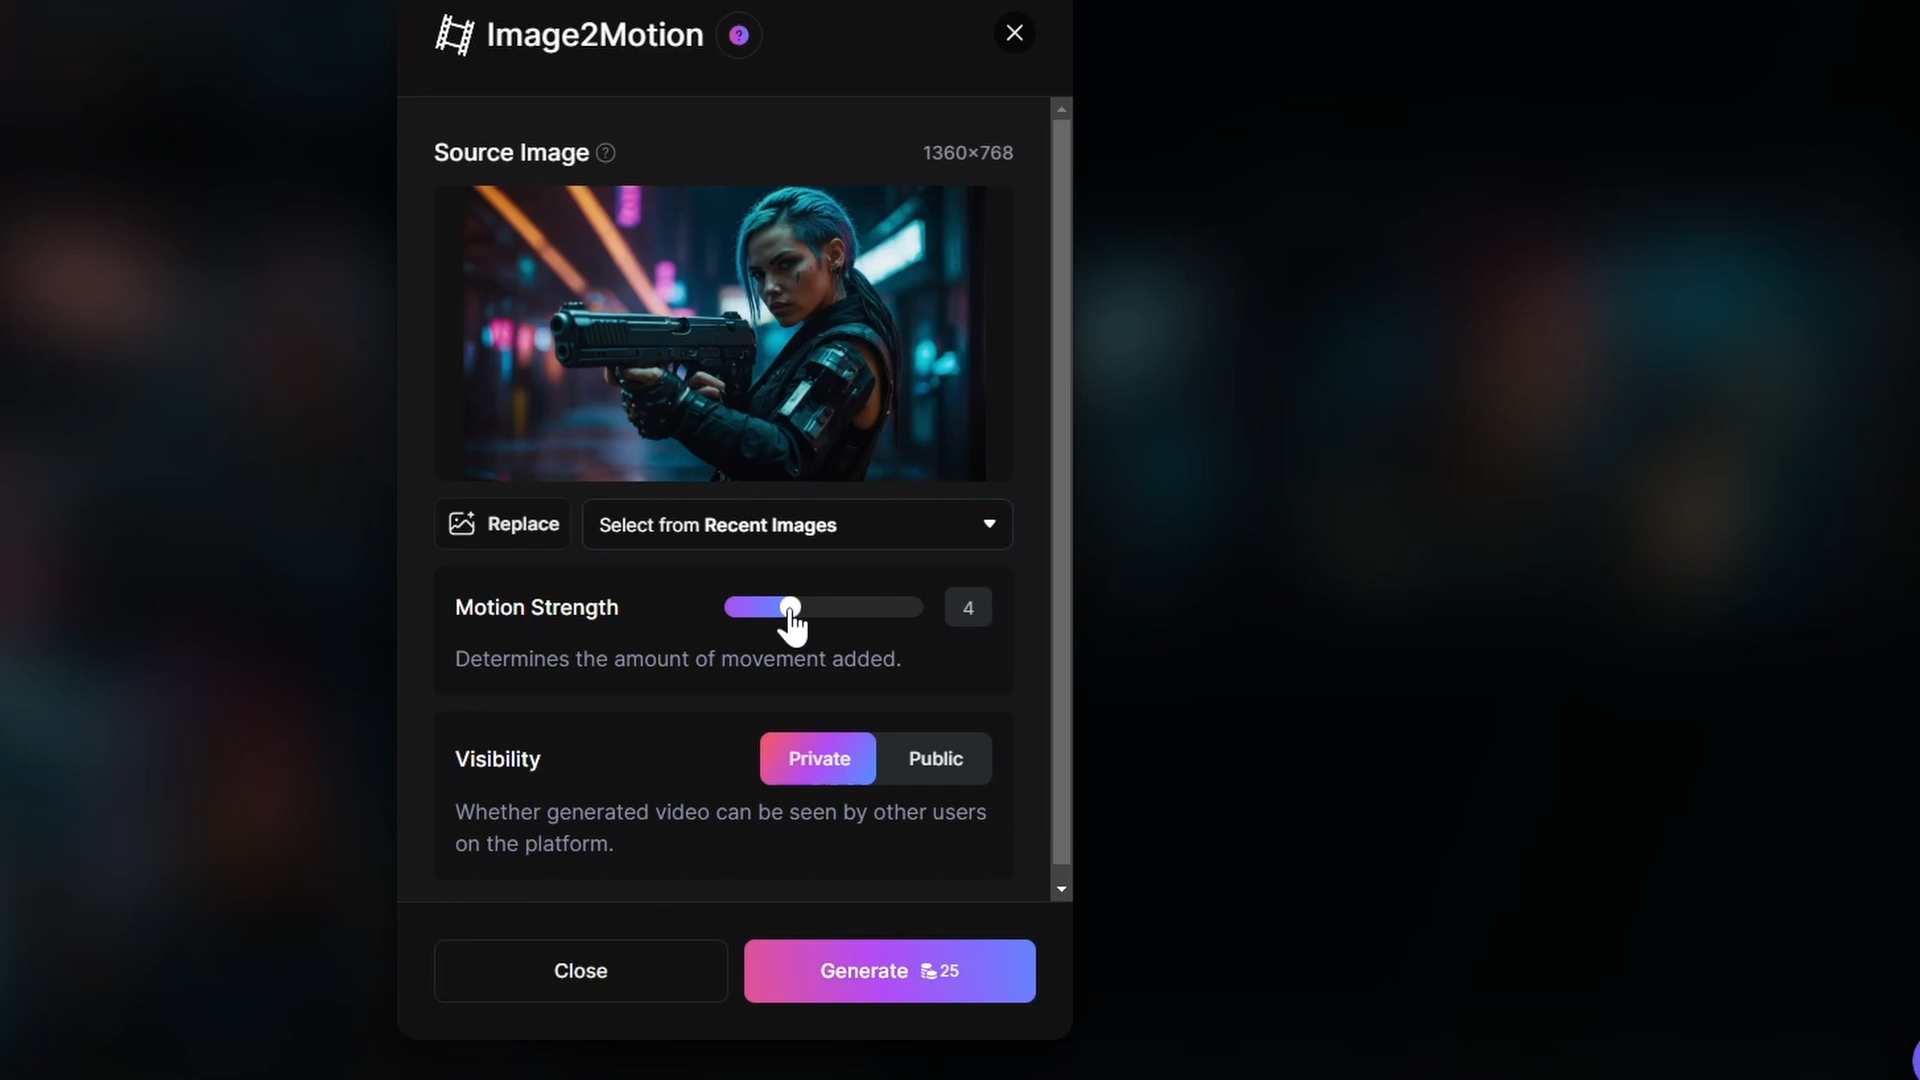 Image2Motion ?
Source Image ? 1360×768
Replace Select from Recent Images
Motion Strength 4
Determines the amount of movement added.
Visibility Private Public
Whether generated video can be seen by other users
on the platform.
Close Generate 25